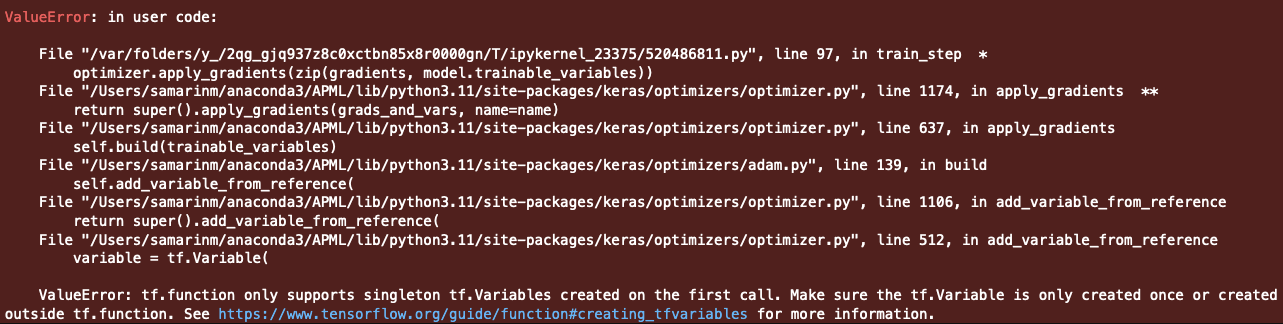 ValueError: in user code:
File "/var/folders/y_/2qg_gjq937z8c0xctbn85x8r0000gn/T/ipykernel_23375/520486811.py", line 97, in train_step  *
optimizer.apply_gradients(zip(gradients, model.trainable_variables))
File "/Users/samarinm/anaconda3/APML/lib/python3.11/site-packages/keras/optimizers/optimizer.py", line 1174, in apply_gradients  **
return super().apply_gradients(grads_and_vars, name=name)
File "/Users/samarinm/anaconda3/APML/lib/python3.11/site-packages/keras/optimizers/optimizer.py", line 637, in apply_gradients
self.build(trainable_variables)
File "/Users/samarinm/anaconda3/APML/lib/python3.11/site-packages/keras/optimizers/adam.py", line 139, in build
self.add_variable_from_reference(
File "/Users/samarinm/anaconda3/APML/lib/python3.11/site-packages/keras/optimizers/optimizer.py", line 1106, in add_variable_from_reference
return super().add_variable_from_reference(
File "/Users/samarinm/anaconda3/APML/lib/python3.11/site-packages/keras/optimizers/optimizer.py", line 512, in add_variable_from_reference
variable = tf.Variable(
ValueError: tf.function only supports singleton tf.Variables created on the first call. Make sure the tf.Variable is only created once or created
outside tf.function. See https://www.tensorflow.org/guide/function#creating_tfvariables for more information.